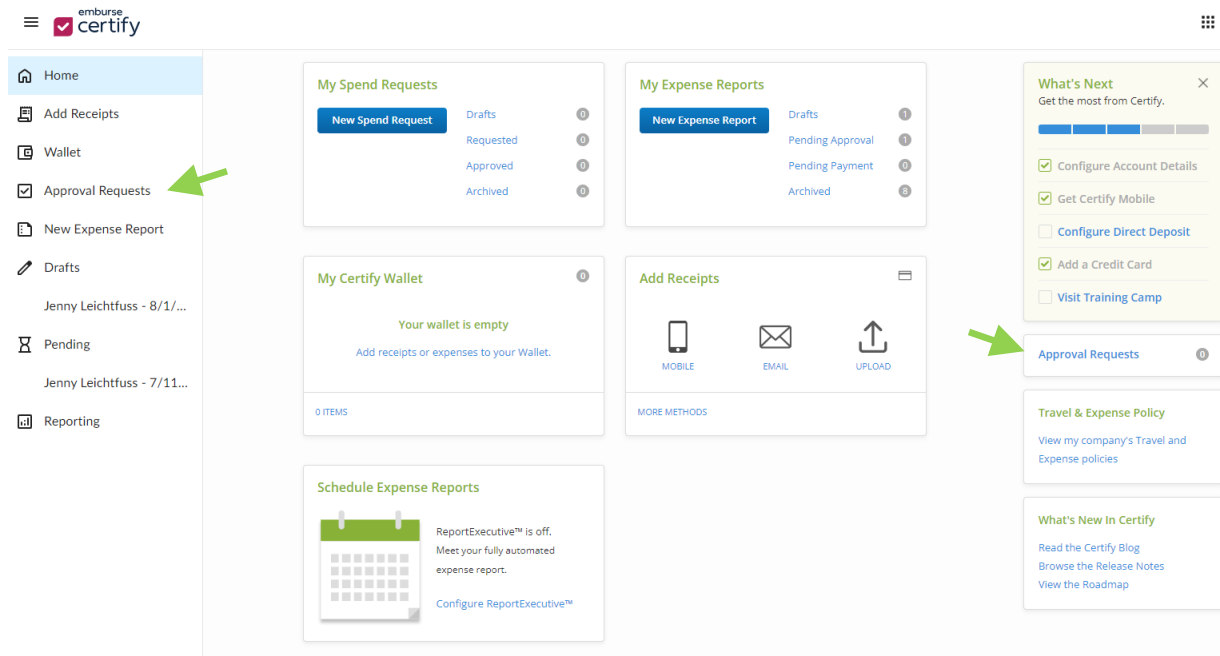 emburse
certify
Home
Add Receipts
Wallet
Approval Requests
New Expense Report
Drafts
Jenny Leichtfuss - 8/1/...
Pending
Jenny Leichtfuss - 7/11...
Reporting
My Spend Requests
New Spend Request
Drafts 0
Requested 0
Approved 0
Archived 0
My Expense Reports
New Expense Report
Drafts 1
Pending Approval 1
Pending Payment 0
Archived 8
My Certify Wallet 0
Your wallet is empty
Add receipts or expenses to your Wallet.
0 ITEMS
Add Receipts
MOBILE
EMAIL
UPLOAD
MORE METHODS
Schedule Expense Reports
ReportExecutive™ is off.
Meet your fully automated
expense report.
Configure ReportExecutive™
What's Next
Get the most from Certify.
Configure Account Details
Get Certify Mobile
Configure Direct Deposit
Add a Credit Card
Visit Training Camp
Approval Requests 0
Travel & Expense Policy
View my company's Travel and
Expense policies
What's New In Certify
Read the Certify Blog
Browse the Release Notes
View the Roadmap